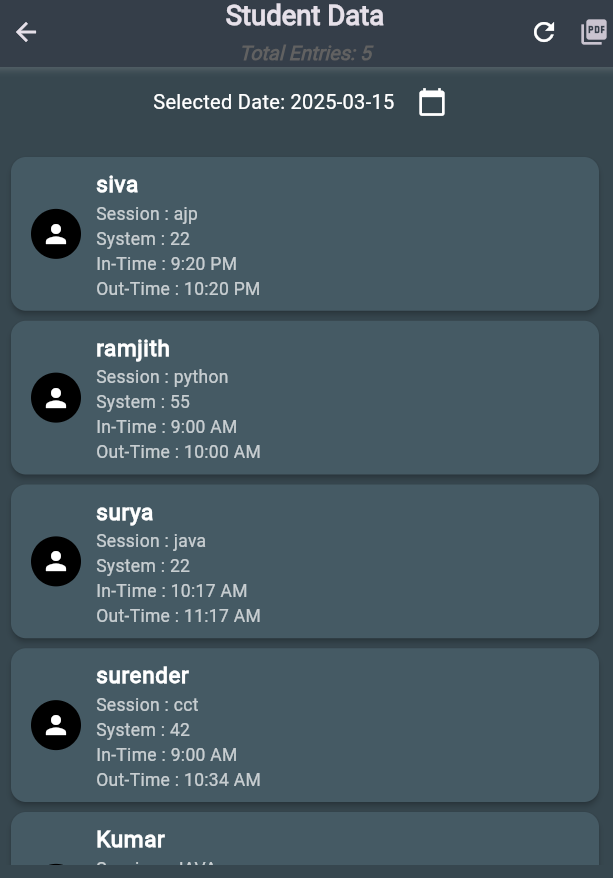 Student Data
Total Entries: 5
PDF
Selected Date: 2025-03-15
siva
Session : ajp
System : 22
In-Time : 9:20 PM
Out-Time : 10:20 PM
ramjith
Session : python
System : 55
In-Time : 9:00 AM
Out-Time : 10:00 AM
surya
Session : java
System : 22
In-Time : 10:17 AM
Out-Time : 11:17 AM
surender
Session : cct
System : 42
In-Time : 9:00 AM
Out-Time : 10:34 AM
Kumar